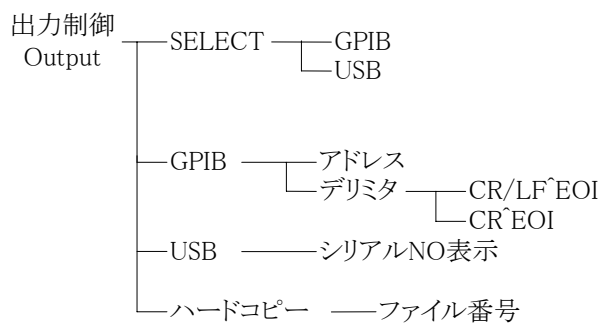 出力制御
Output
SELECT
GPIB
USB
GPIB
アドレス
デリミタ
CR/LF^EOI
CR^EOI
USB
シリアルNO表示
ハードコピー
ファイル番号